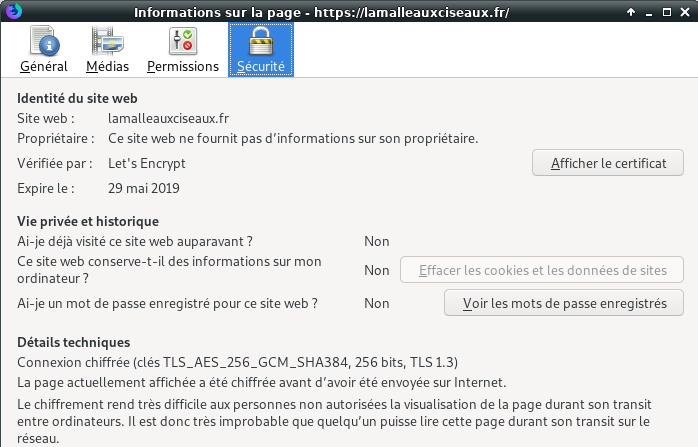 Informations sur la page - https://lamalleauxciseaux.fr/
Général Médias Permissions Sécurité
Identité du site web
Site web : lamalleauxciseaux.fr
Propriétaire : Ce site web ne fournit pas d'informations sur son propriétaire.
Vérifiée par : Let's Encrypt Afficher le certificat
Expire le : 29 mai 2019
Vie privée et historique
Ai-je déjà visité ce site web auparavant ? Non
Ce site web conserve-t-il des informations sur mon
ordinateur ? Non Effacer les cookies et les données de sites
Ai-je un mot de passe enregistré pour ce site web ? Non Voir les mots de passe enregistrés
Détails techniques
Connexion chiffrée (clés TLS_AES_256_GCM_SHA384, 256 bits, TLS 1.3)
La page actuellement affichée a été chiffrée avant d'avoir été envoyée sur Internet.
Le chiffrement rend très difficile aux personnes non autorisées la visualisation de la page durant son transit
entre ordinateurs. Il est donc très improbable que quelqu'un puisse lire cette page durant son transit sur le
réseau.